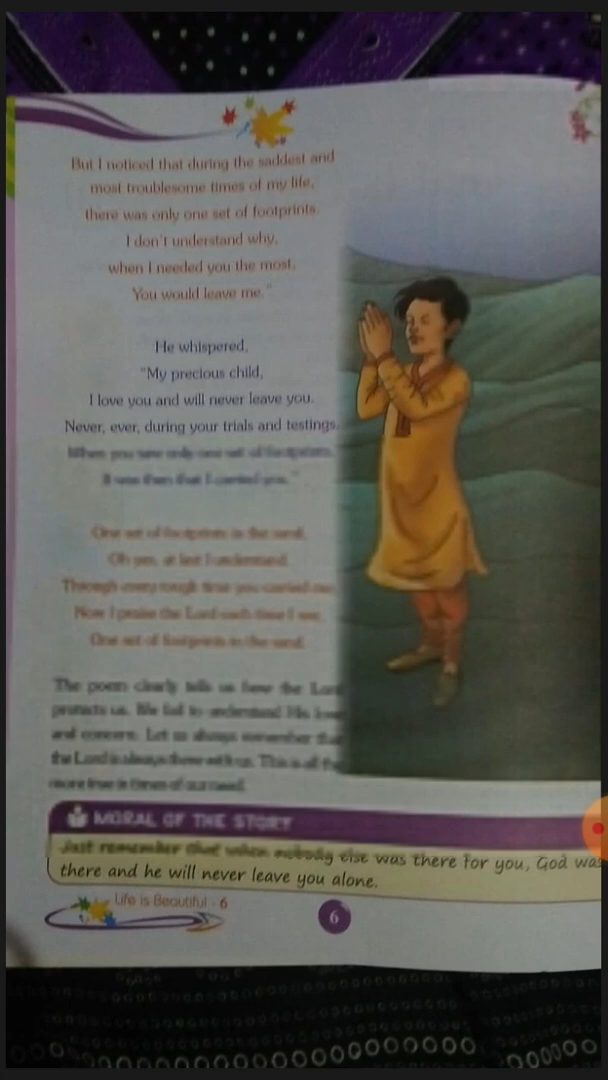 But I noticed that during the saddest and
most troublesome times of my life,
there was only one set of footprints.
I don't understand why,
when I needed you the most,
You would leave me."
He whispered,
"My precious child,
I love you and will never leave you.
Never, ever, during your trials and testings.
When you saw only one set of footprints,
It was then that I carried you."
One set of footprints in the sand,
Oh yes, at last I understand.
Through every tough time you carried me,
Now I praise the Lord each time I see,
One set of footprints in the sand.
The poem clearly tells us how the Lord
protects us. We fail to understand His love
and concern. Let us always remember that
the Lord is always there with us. This is all the
more true in times of our need.
MORAL OF THE STORY
Just remember that when nobody else was there for you, God was
there and he will never leave you alone.
Life is Beautiful - 6
6